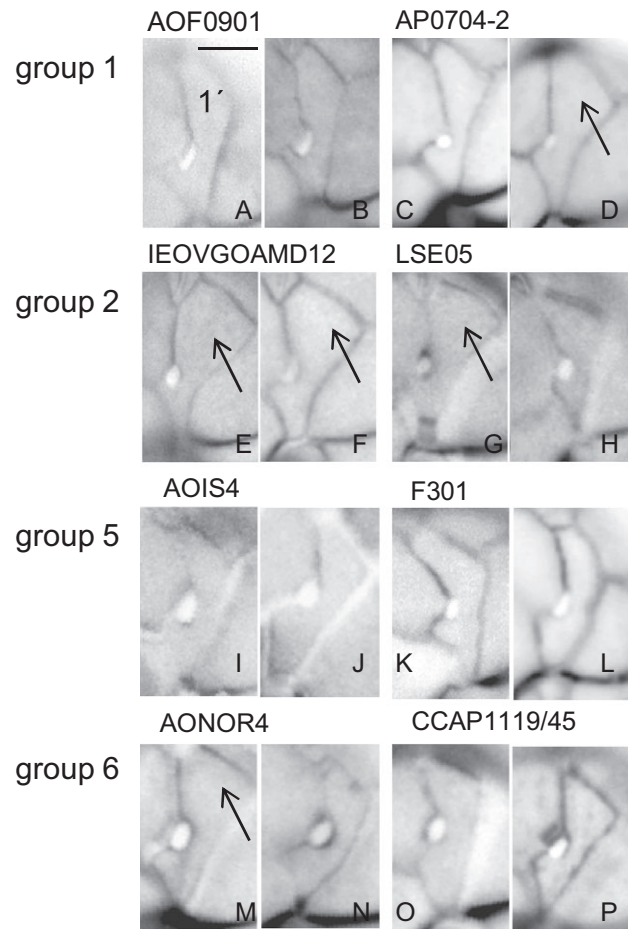 AOF0901 AP0704-2
group 1
1´
A B C D
IEOVGOAMD12 LSE05
group 2
E F G H
AOIS4 F301
group 5
I J K L
AONOR4 CCAP1119/45
group 6
M N O P